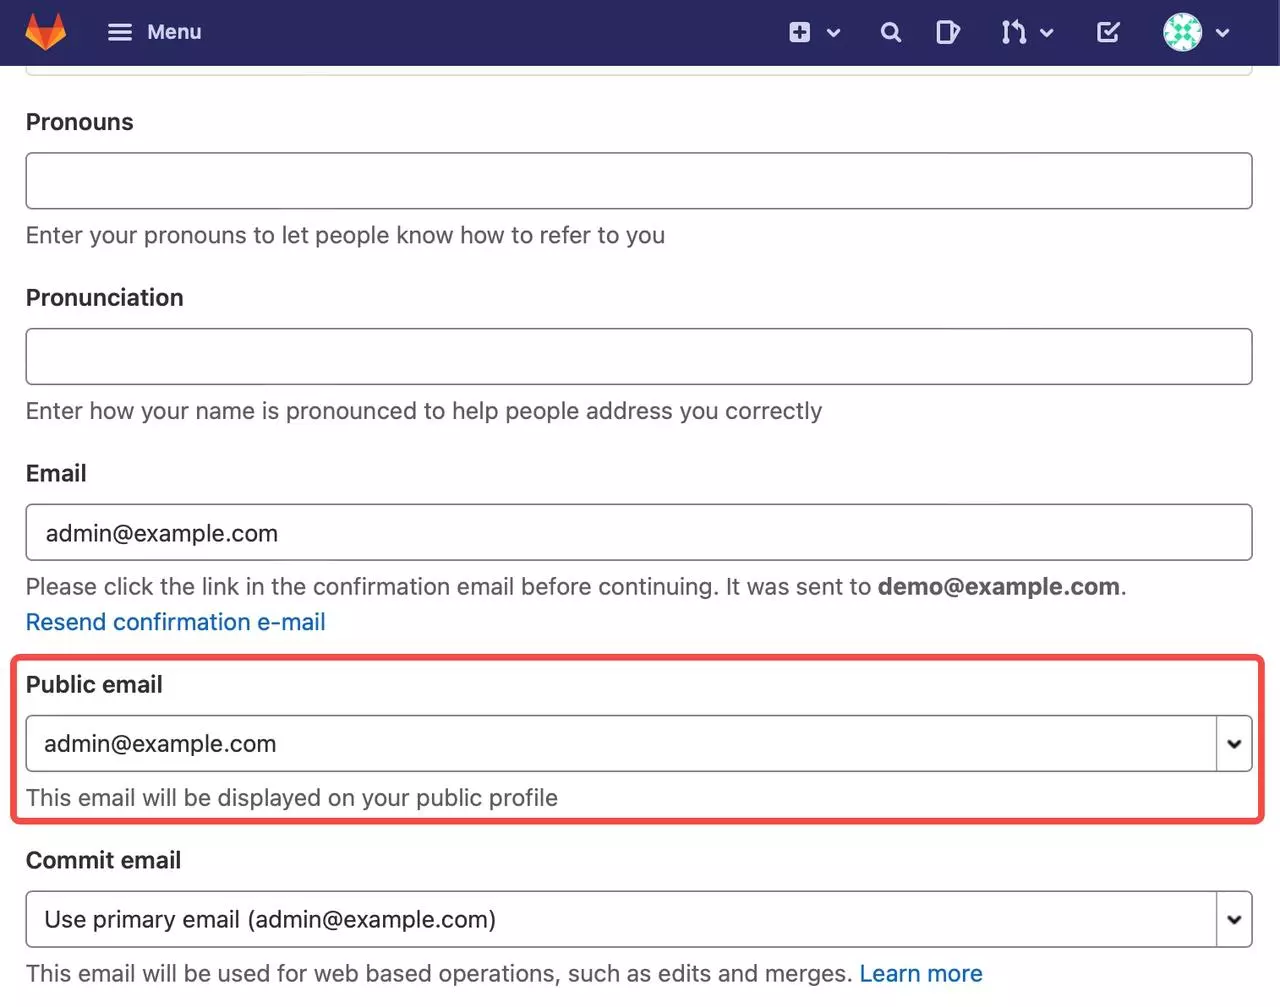 Menu
Pronouns
Enter your pronouns to let people know how to refer to you
Pronunciation
Enter how your name is pronounced to help people address you correctly
Email
admin@example.com
Please click the link in the confirmation email before continuing. It was sent to demo@example.com.
Resend confirmation e-mail
Public email
admin@example.com
This email will be displayed on your public profile
Commit email
Use primary email (admin@example.com)
This email will be used for web based operations, such as edits and merges. Learn more